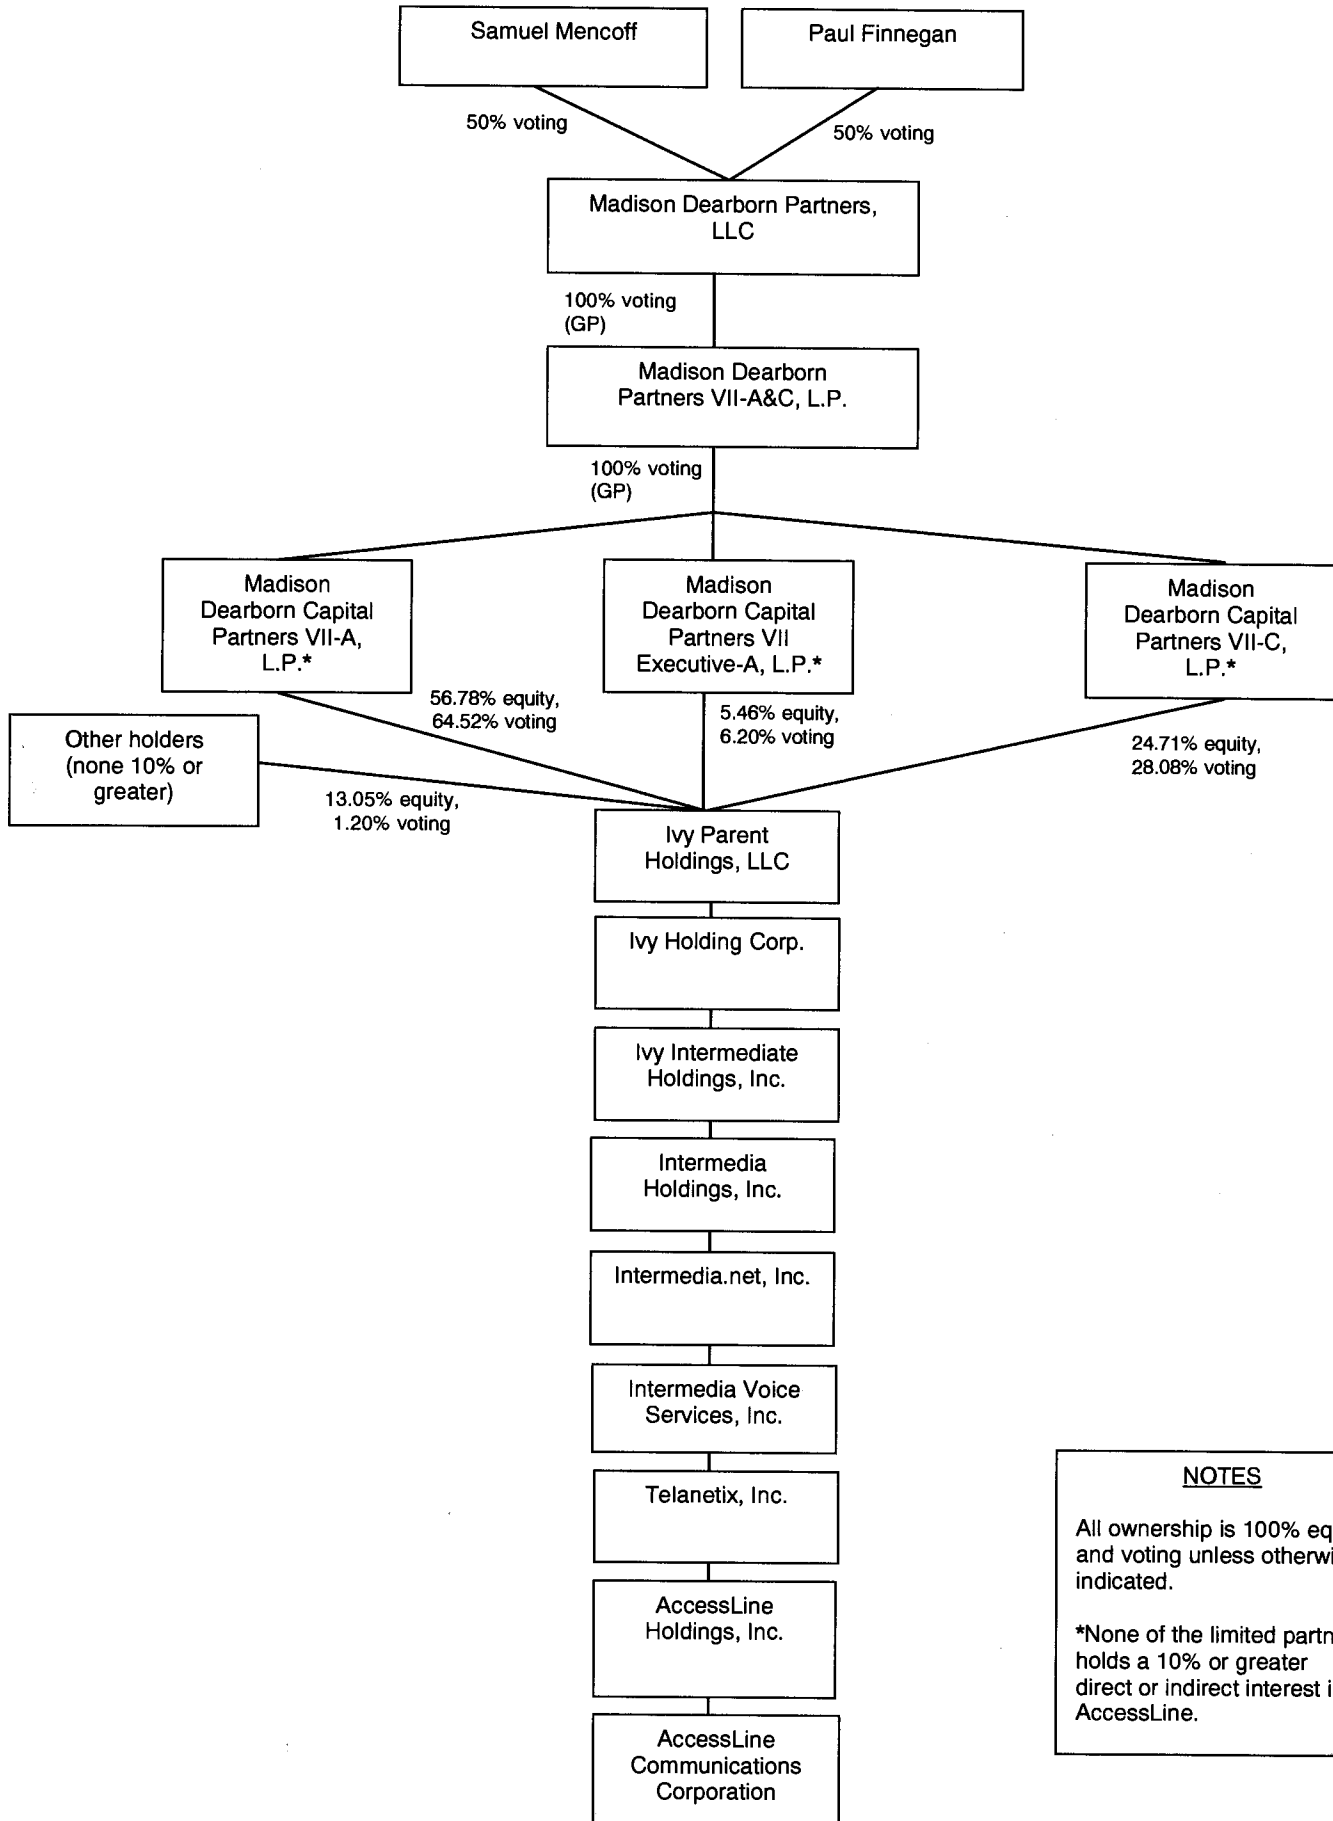 Samuel Mencoff
Paul Finnegan
50% voting
50% voting
Madison Dearborn Partners,
LLC
100% voting
(GP)
Madison Dearborn
Partners VII-A&C, L.P.
100% voting
(GP)
Madison
Dearborn Capital
Partners VII-A,
L.P.*
Madison
Dearborn Capital
Partners VII
Executive-A, L.P.*
Madison
Dearborn Capital
Partners VII-C,
L.P.*
56.78% equity,
64.52% voting
5.46% equity,
6.20% voting
24.71% equity,
28.08% voting
Other holders
(none 10% or
greater)
13.05% equity,
1.20% voting
Ivy Parent
Holdings, LLC
Ivy Holding Corp.
Ivy Intermediate
Holdings, Inc.
Intermedia
Holdings, Inc.
Intermedia.net, Inc.
Intermedia Voice
Services, Inc.
Telanetix, Inc.
AccessLine
Holdings, Inc.
AccessLine
Communications
Corporation
NOTES
All ownership is 100% eq
and voting unless otherwi
indicated.
*None of the limited partn
holds a 10% or greater
direct or indirect interest i
AccessLine.